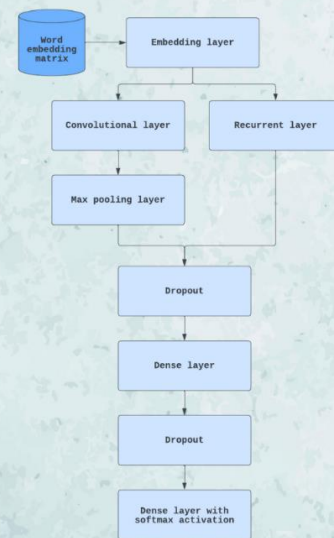 Word
embedding
matrix
Embedding layer
Convolutional layer
Recurrent layer
Max pooling layer
Dropout
Dense layer
Dropout
Dense layer with
softmax activation